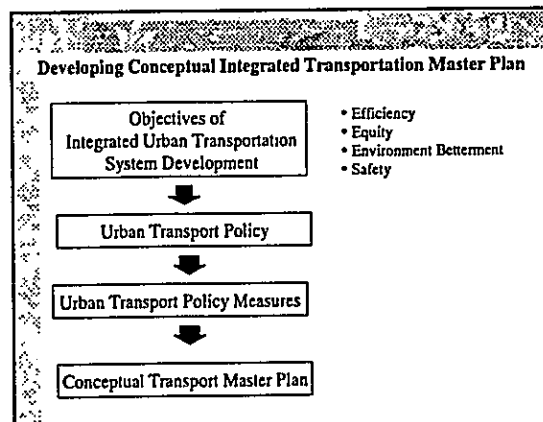 Developing Conceptual Integrated Transportation Master Plan
Objectives of
Integrated Urban Transportation
System Development
• Efficiency
• Equity
• Environment Betterment
• Safety
Urban Transport Policy
Urban Transport Policy Measures
Conceptual Transport Master Plan